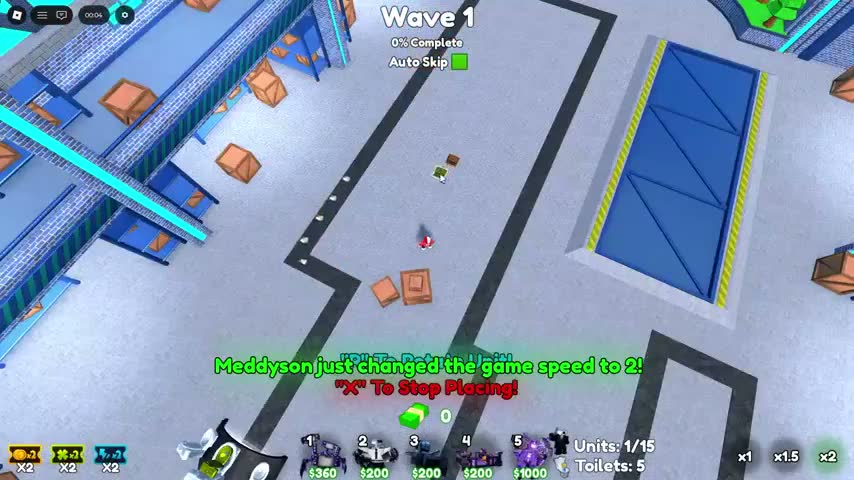 00:04
Wave 1
0% Complete
Auto Skip
Meddyson just changed the game speed to 2!
"X" To Stop Placing!
0
1 2 3 4 5
$360 $200 $200 $200 $1000
Units: 1/15
Toilets: 5
X2 X2 X2
x1 x1.5 x2